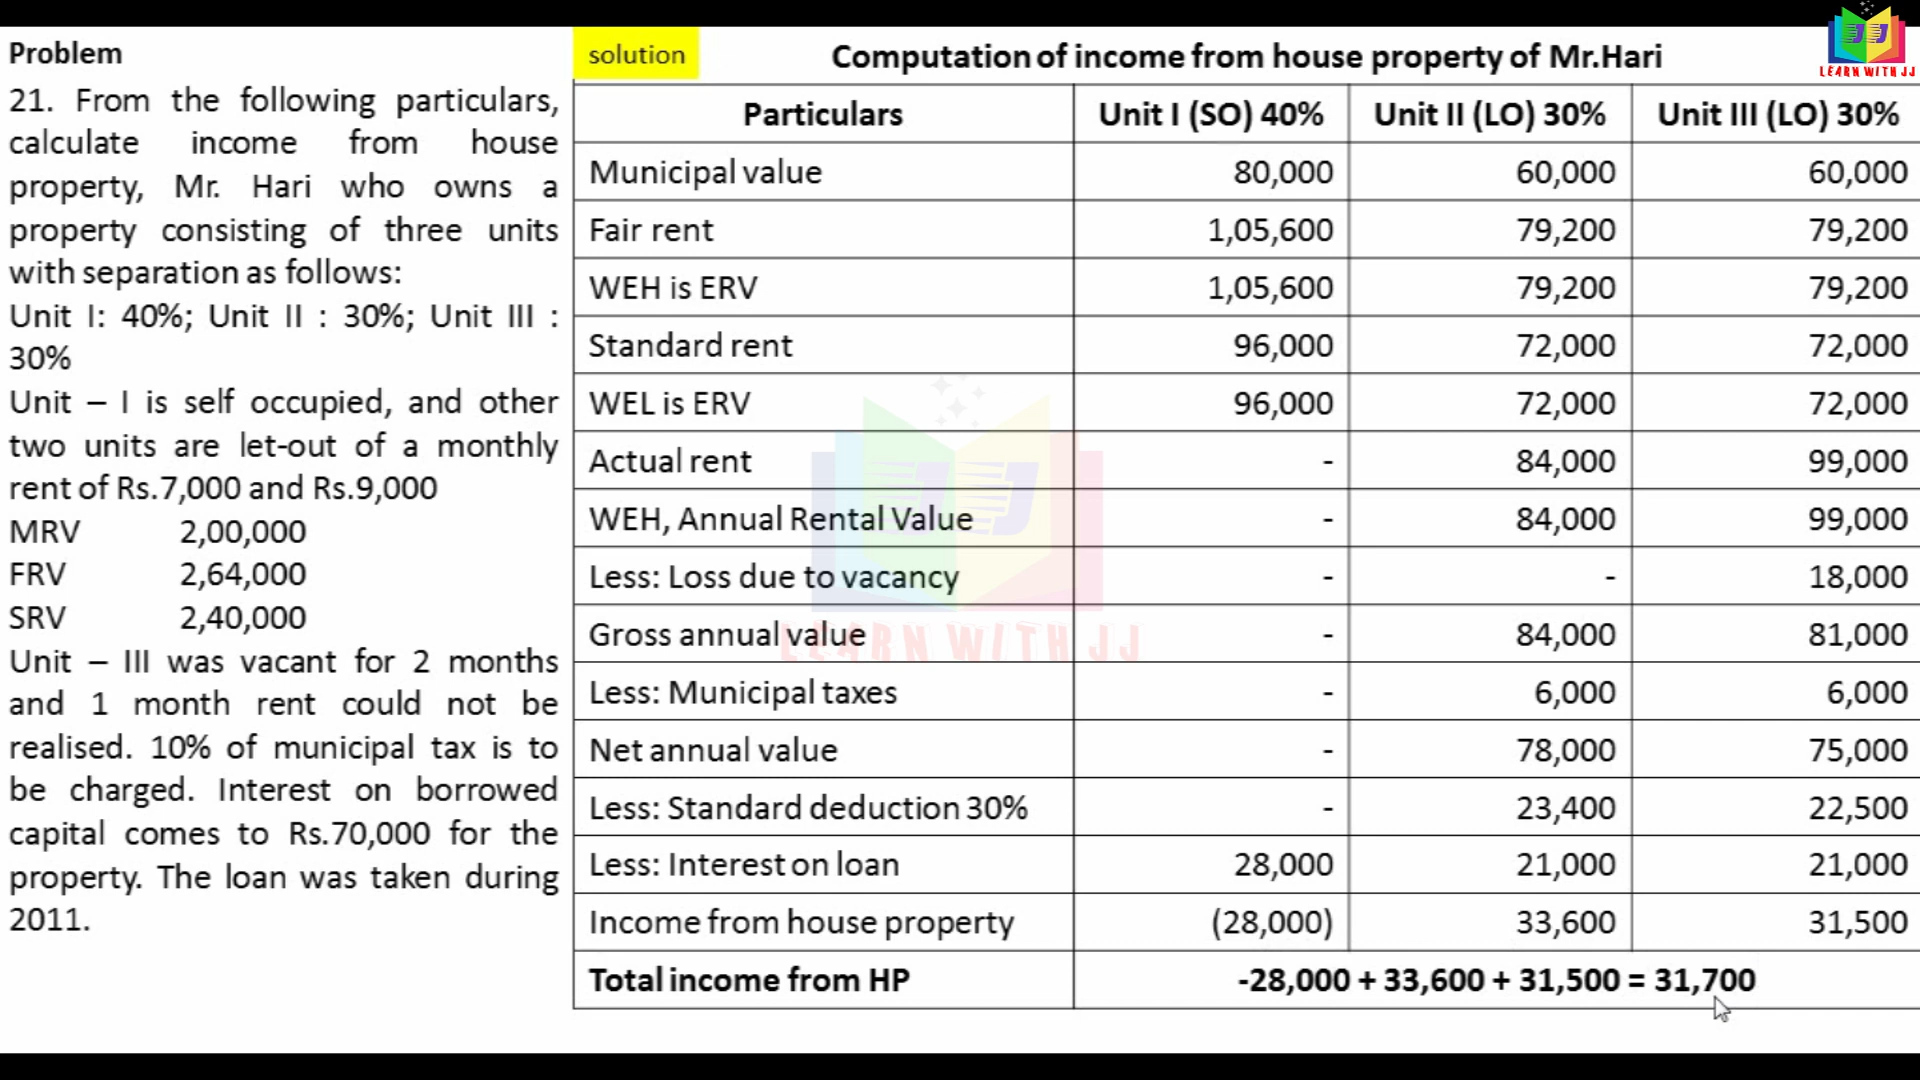 Problem
21. From the following particulars,
calculate income from house
property, Mr. Hari who owns a
property consisting of three units
with separation as follows:
Unit I: 40%; Unit II : 30%; Unit III :
30%
Unit – I is self occupied, and other
two units are let-out of a monthly
rent of Rs.7,000 and Rs.9,000
MRV 2,00,000
FRV 2,64,000
SRV 2,40,000
Unit – III was vacant for 2 months
and 1 month rent could not be
realised. 10% of municipal tax is to
be charged. Interest on borrowed
capital comes to Rs.70,000 for the
property. The loan was taken during
2011.
solution
Computation of income from house property of Mr.Hari
JJ
LEARN WITH JJ
Particulars Unit I (SO) 40% Unit II (LO) 30% Unit III (LO) 30%
Municipal value 80,000 60,000 60,000
Fair rent 1,05,600 79,200 79,200
WEH is ERV 1,05,600 79,200 79,200
Standard rent 96,000 72,000 72,000
WEL is ERV 96,000 72,000 72,000
Actual rent - 84,000 99,000
WEH, Annual Rental Value - 84,000 99,000
Less: Loss due to vacancy - - 18,000
Gross annual value - 84,000 81,000
Less: Municipal taxes - 6,000 6,000
Net annual value - 78,000 75,000
Less: Standard deduction 30% - 23,400 22,500
Less: Interest on loan 28,000 21,000 21,000
Income from house property (28,000) 33,600 31,500
Total income from HP -28,000 + 33,600 + 31,500 = 31,700
JJ
LEARN WITH JJ